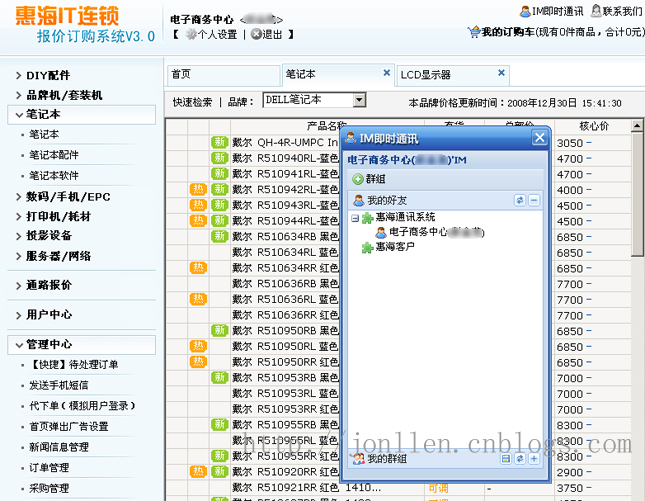 惠海IT连锁
报价订购系统V3.0
电子商务中心
【 个人设置 | 退出 】
IM即时通讯 联系我们
我的订购车(现有0件商品，合计0元)
DIY配件
品牌机/套装机
笔记本
笔记本
笔记本配件
笔记本软件
数码/手机/EPC
打印机/耗材
投影设备
服务器/网络
通路报价
用户中心
管理中心
【快捷】待处理订单
发送手机短信
代下单（模拟用户登录）
首页弹出广告设置
新闻信息管理
订单管理
采购管理
首页 笔记本 LCD显示器
快速检索 | 品牌： DELL笔记本 本品牌价格更新时间：2008年12月30日 15:41:30
产品名称 核心价
新 戴尔 QH-4R-UMPC In 3050
新 戴尔 R510940RL-蓝色 4700
新 戴尔 R510941RL-蓝色 4700
热 新 戴尔 R510942RL-蓝色 4000
热 新 戴尔 R510943RL-蓝色 4500
热 新 戴尔 R510944RL-蓝色 4500
新 戴尔 R510634RB 黑色 6850
戴尔 R510634RL 蓝色 6850
热 戴尔 R510634RR 红色 6850
戴尔 R510636RB 黑色 7700
热 戴尔 R510636RL 蓝色 7700
戴尔 R510636RR 红色 7700
新 戴尔 R510950RB 黑色 6850
热 戴尔 R510950RL 蓝色 6850
热 戴尔 R510950RR 红色 6850
新 戴尔 R510953RB 黑色 7000
戴尔 R510953RL 蓝色 7000
戴尔 R510953RR 红色 7000
新 戴尔 R510955RB 黑色 8300
戴尔 R510955RL 蓝色
新 戴尔 R510955RR 红色 8300
热 新 戴尔 R510920RR 红色 2900
戴尔 R510921RR 红色 1410... 可调 - 3750
IM即时通讯
电子商务中心 'IM
群组
我的好友
惠海通讯系统
电子商务中心
惠海客户
我的群组
http://jonllen.cnblogs.com